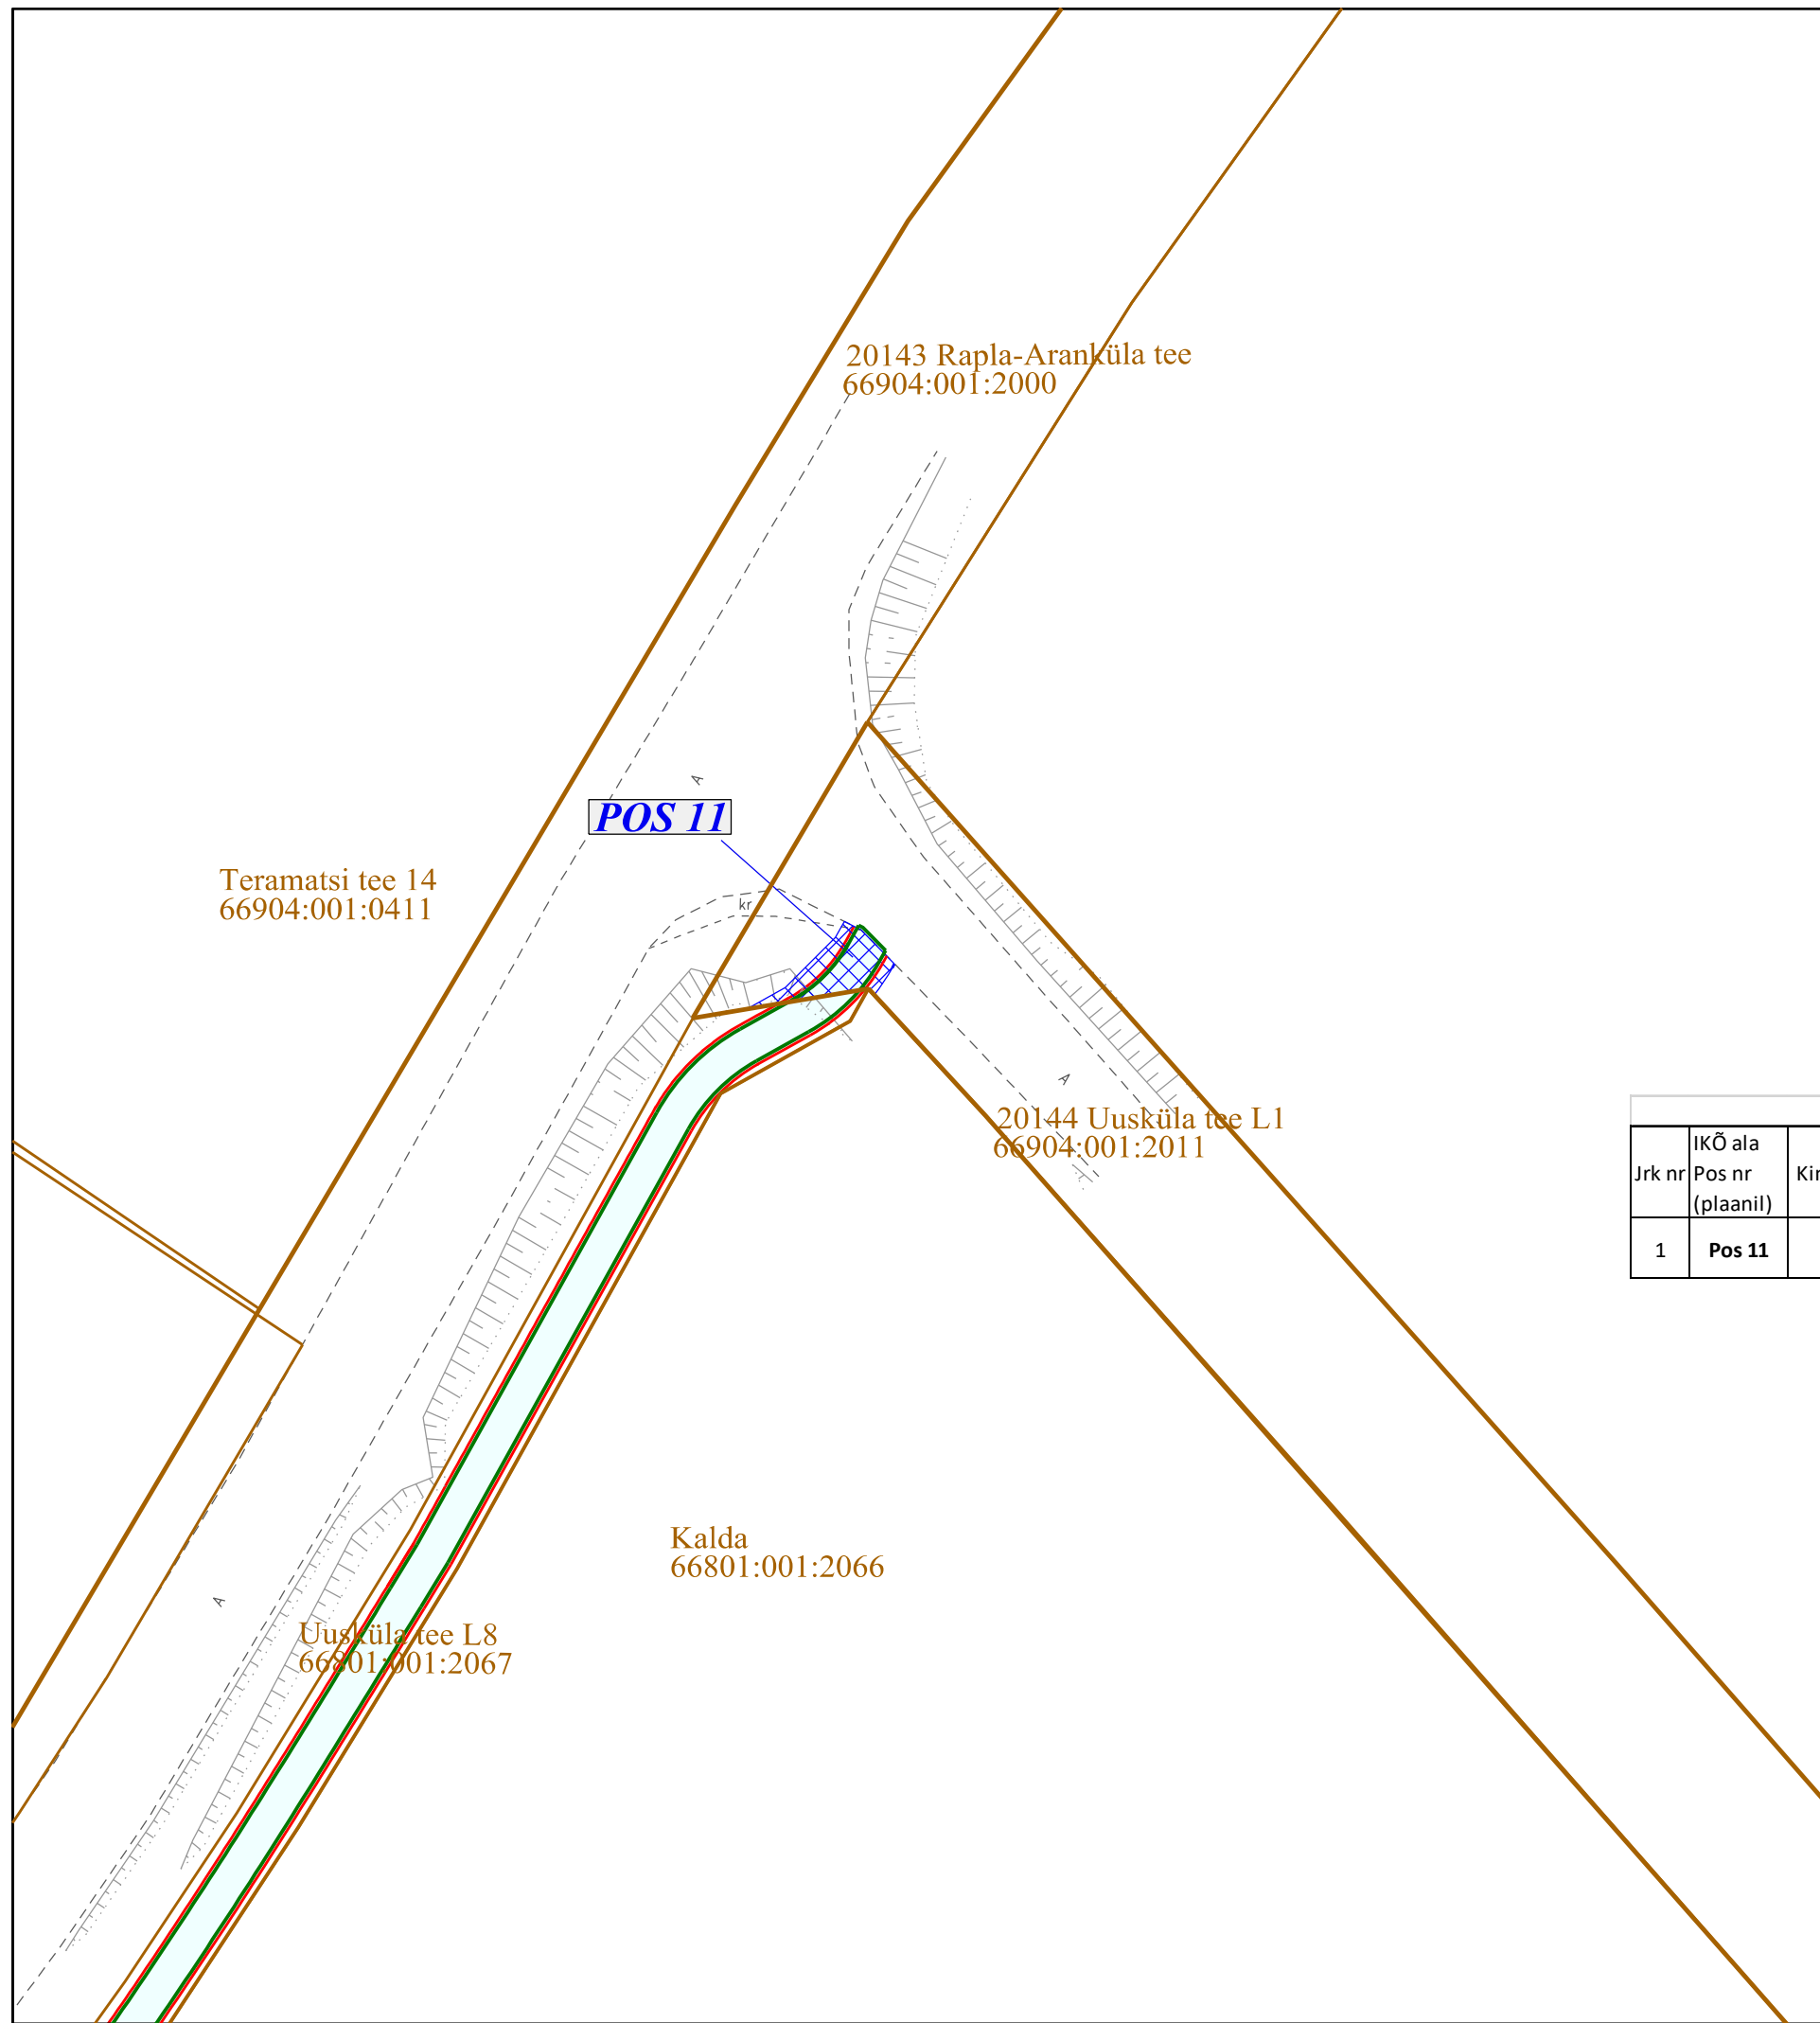 20143 Rapla-Aranküla tee
66904:001:2000
A
POS 11
Teramatsi tee 14
66904:001:0411
kr
A
20144 Uusküla tee L1
66904:001:2011
Jrk nr
IKÕ ala
Pos nr
(plaanil)
1
Pos 11
Kalda
66801:001:2066
A
Uusküla tee L8
66801:001:2067